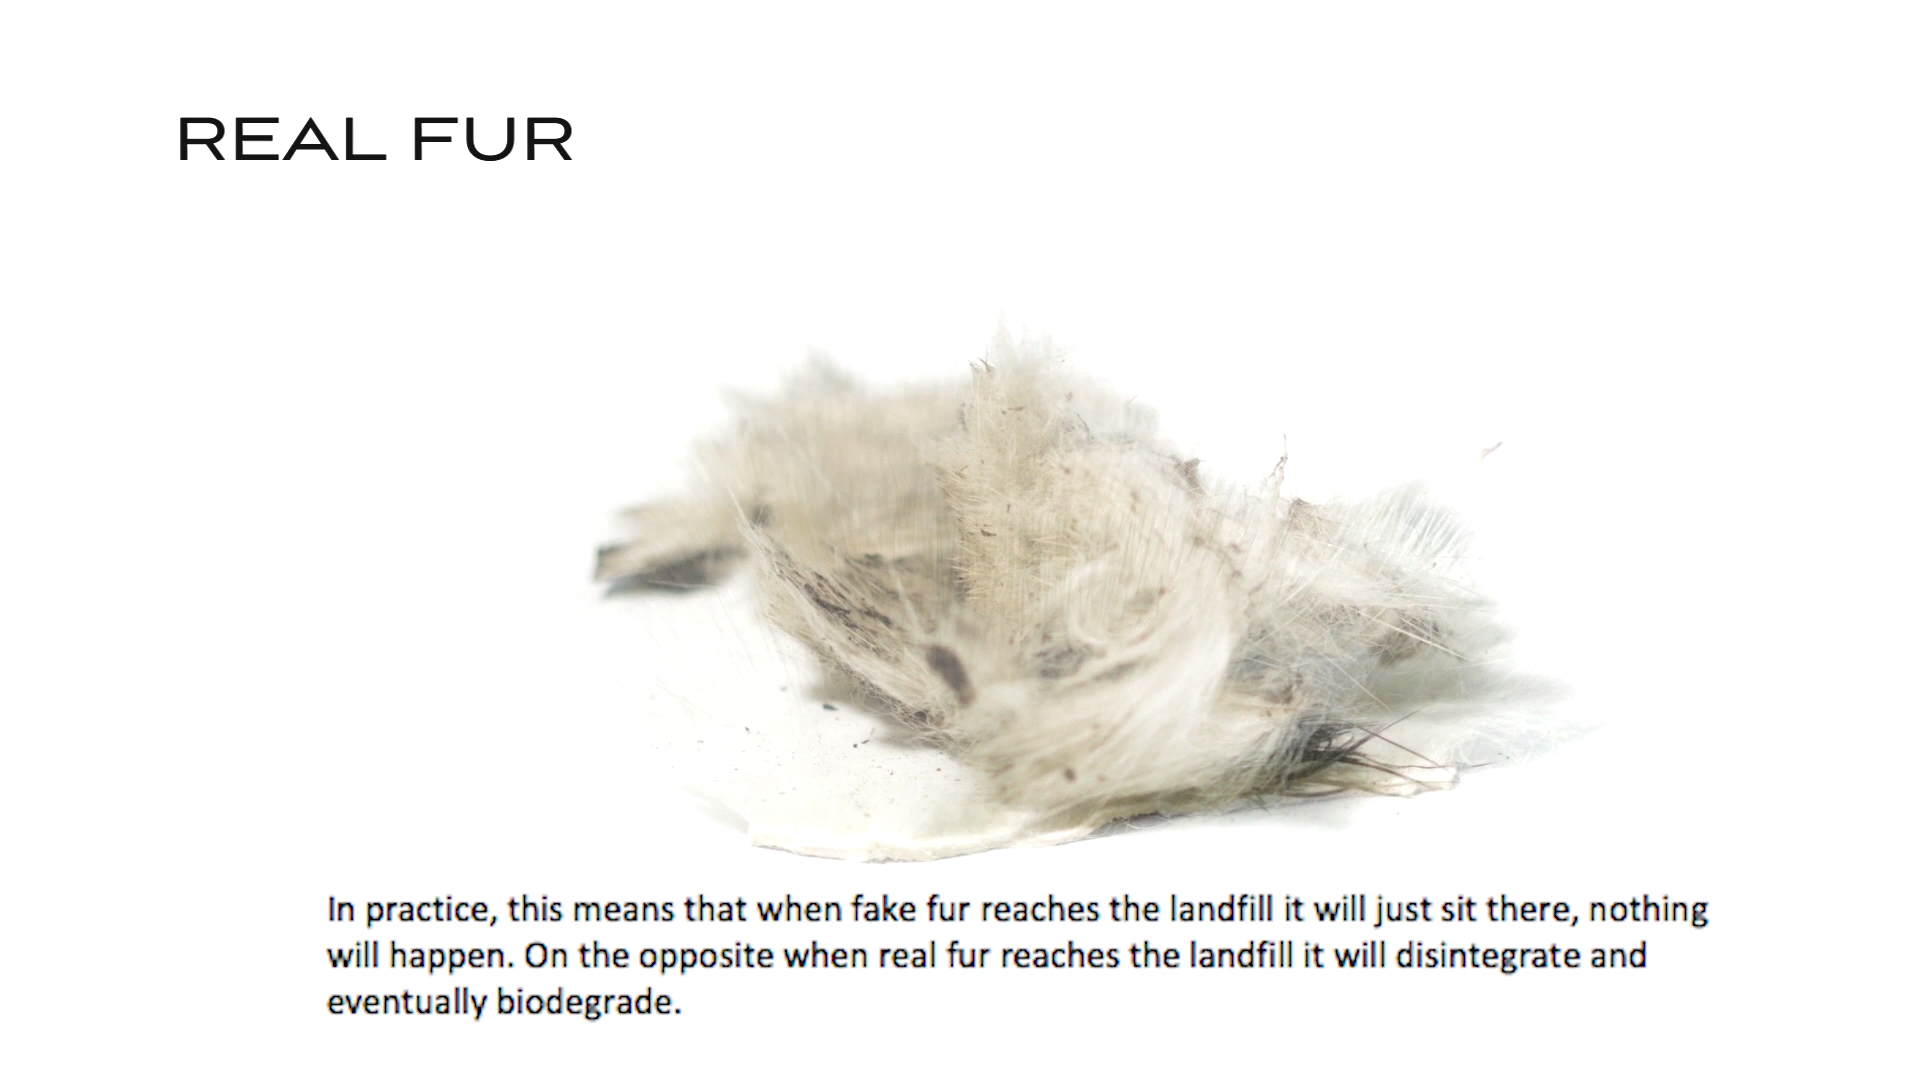 REAL FUR
In practice, this means that when fake fur reaches the landfill it will just sit there, nothing
will happen. On the opposite when real fur reaches the landfill it will disintegrate and
eventually biodegrade.